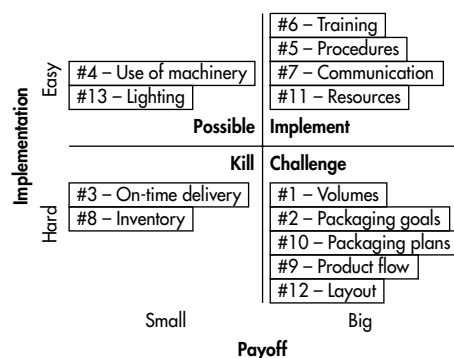 #6 – Training
#5 – Procedures
#4 – Use of machinery
#7 – Communication
#13 – Lighting
#11 – Resources
Easy
Possible
Implement
Implementation
Kill
Challenge
#3 – On-time delivery
#1 – Volumes
#8 – Inventory
#2 – Packaging goals
#10 – Packaging plans
#9 – Product flow
#12 – Layout
Hard
Small
Big
Payoff